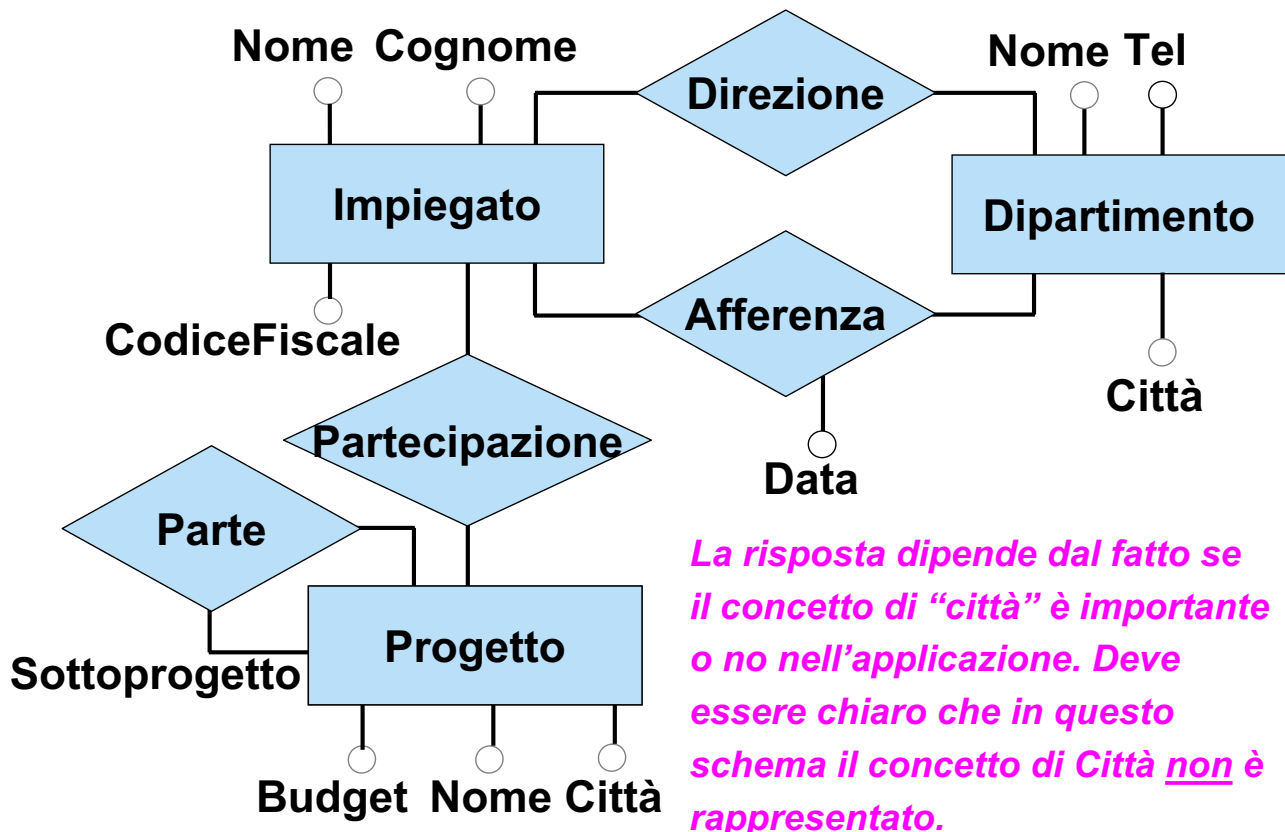 Nome Cognome
Direzione
Nome Tel
Impiegato
Dipartimento
CodiceFiscale
Afferenza
Città
Partecipazione
Data
Parte
Sottoprogetto
Progetto
Budget Nome Città
La risposta dipende dal fatto se
il concetto di “città” è importante
o no nell’applicazione. Deve
essere chiaro che in questo
schema il concetto di Città non è
rappresentato.